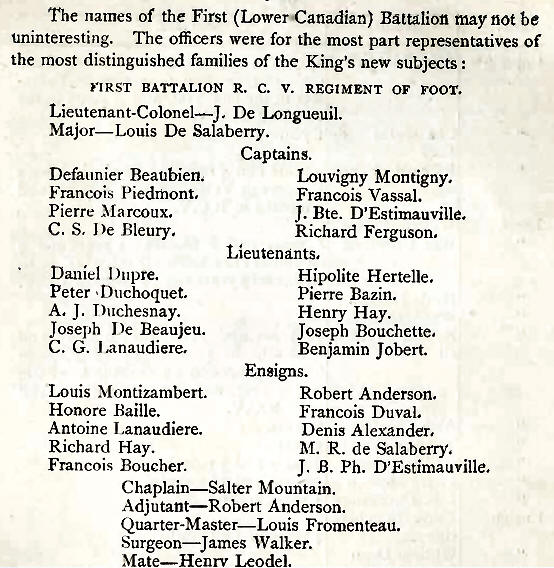 The names of the First (Lower Canadian) Battalion may not be
uninteresting. The officers were for the most part representatives of
the most distinguished families of the King's new subjects:
FIRST BATTALION R. C. V. REGIMENT OF FOOT.
Lieutenant-Colonel—J. De Longueuil.
Major—Louis De Salaberry.
Captains.
Defaunier Beaubien. Louvigny Montigny.
Francois Piedmont. Francois Vassal.
Pierre Marcoux. J. Bte. D'Estimauville.
C. S. De Bleury. Richard Ferguson.
Lieutenants.
Daniel Dupre. Hipolite Hertelle.
Peter Duchoquet. Pierre Bazin.
A. J. Duchesnay. Henry Hay.
Joseph De Beaujeu. Joseph Bouchette.
C. G. Lanaudiere. Benjamin Jobert.
Ensigns.
Louis Montizambert. Robert Anderson.
Honore Baille. Francois Duval.
Antoine Lanaudiere. Denis Alexander.
Richard Hay. M. R. de Salaberry.
Francois Boucher. J. B. Ph. D'Estimauville.
Chaplain—Salter Mountain.
Adjutant—Robert Anderson.
Quarter-Master—Louis Fromenteau.
Surgeon—James Walker.
Mate—Henry Leodel.